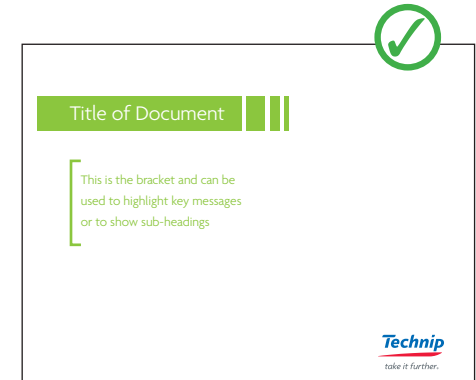 Title of Document
This is the bracket and can be
used to highlight key messages
or to show sub-headings
Technip
take it further.